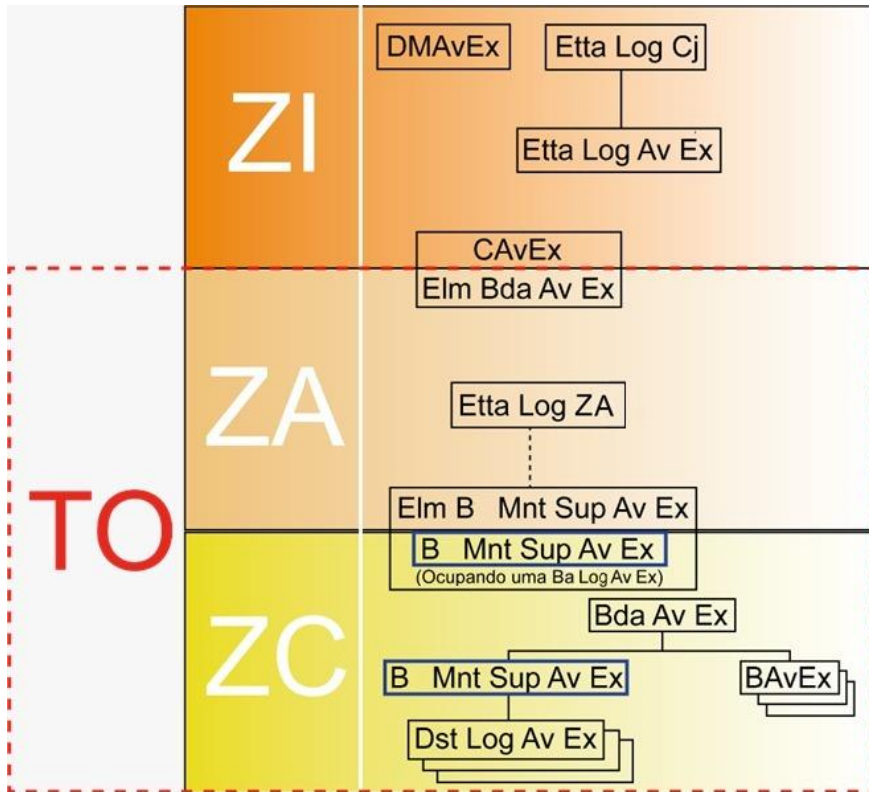 ZI
DMAvEx
Etta Log Cj
Etta Log Av Ex
CAvEx
Elm Bda Av Ex
TO
ZA
Etta Log ZA
Elm B Mnt Sup Av Ex
B Mnt Sup Av Ex
(Ocupando uma Ba Log Av Ex)
ZC
Bda Av Ex
B Mnt Sup Av Ex
BAvEx
Dst Log Av Ex